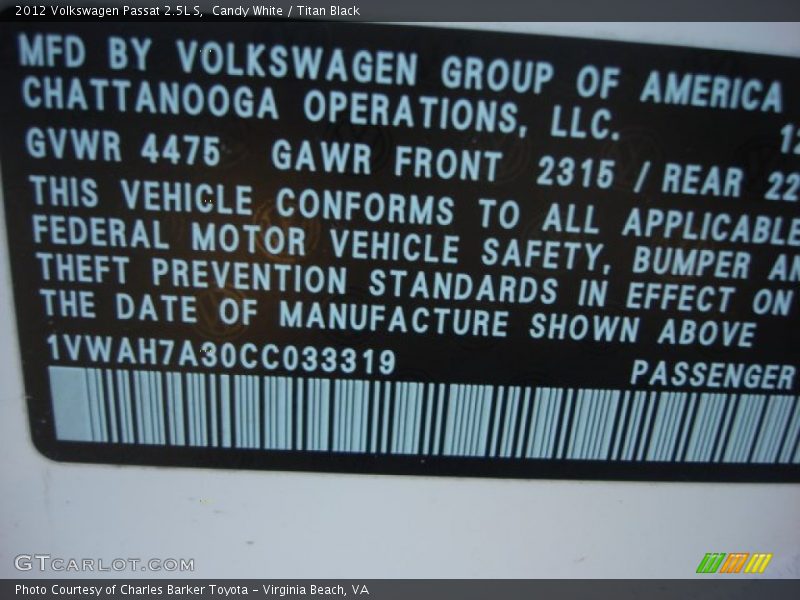 2012 Volkswagen Passat 2.5L S,  Candy White / Titan Black
MFD BY VOLKSWAGEN GROUP OF AMERICA
CHATTANOOGA OPERATIONS, LLC.
GVWR 4475 GAWR FRONT 2315 / REAR
THIS VEHICLE CONFORMS TO ALL APPLICABLE
FEDERAL MOTOR VEHICLE SAFETY, BUMPER
THEFT PREVENTION STANDARDS IN EFFECT ON
THE DATE OF MANUFACTURE SHOWN ABOVE
1VWAH7A30CC033319 PASSENGER
GTCARLOT.COM
Photo Courtesy of Charles Barker Toyota - Virginia Beach, VA